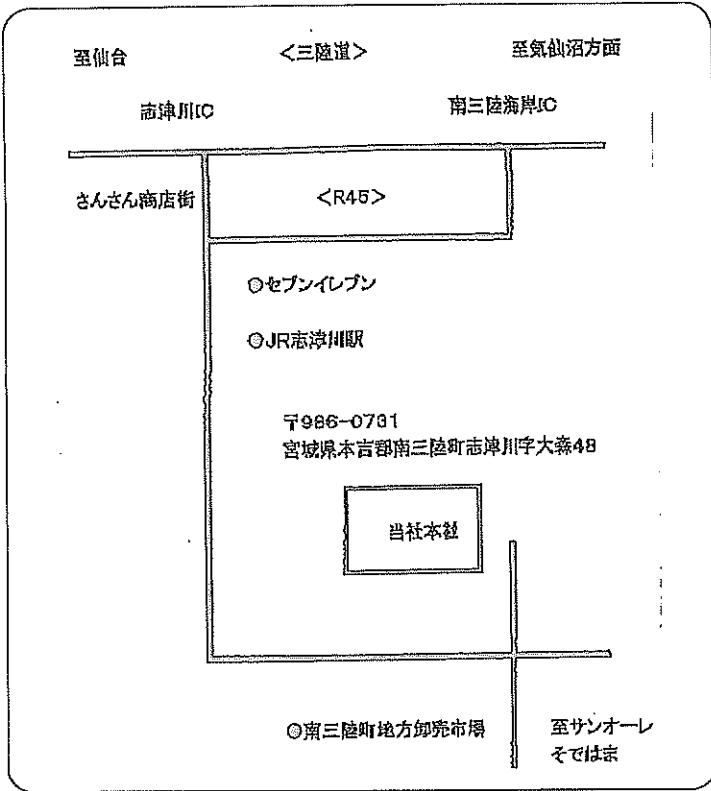 至仙台 <三陸道> 至気仙沼方面
志津川IC 南三陸海岸IC
さんさん商店街 <R45>
◎セブンイレブン
◎JR志津川駅
〒986-0731
宮城県本吉郡南三陸町志津川字大森48
当社本社
◎南三陸町地方卸売市場
至サンオーレ
そではま